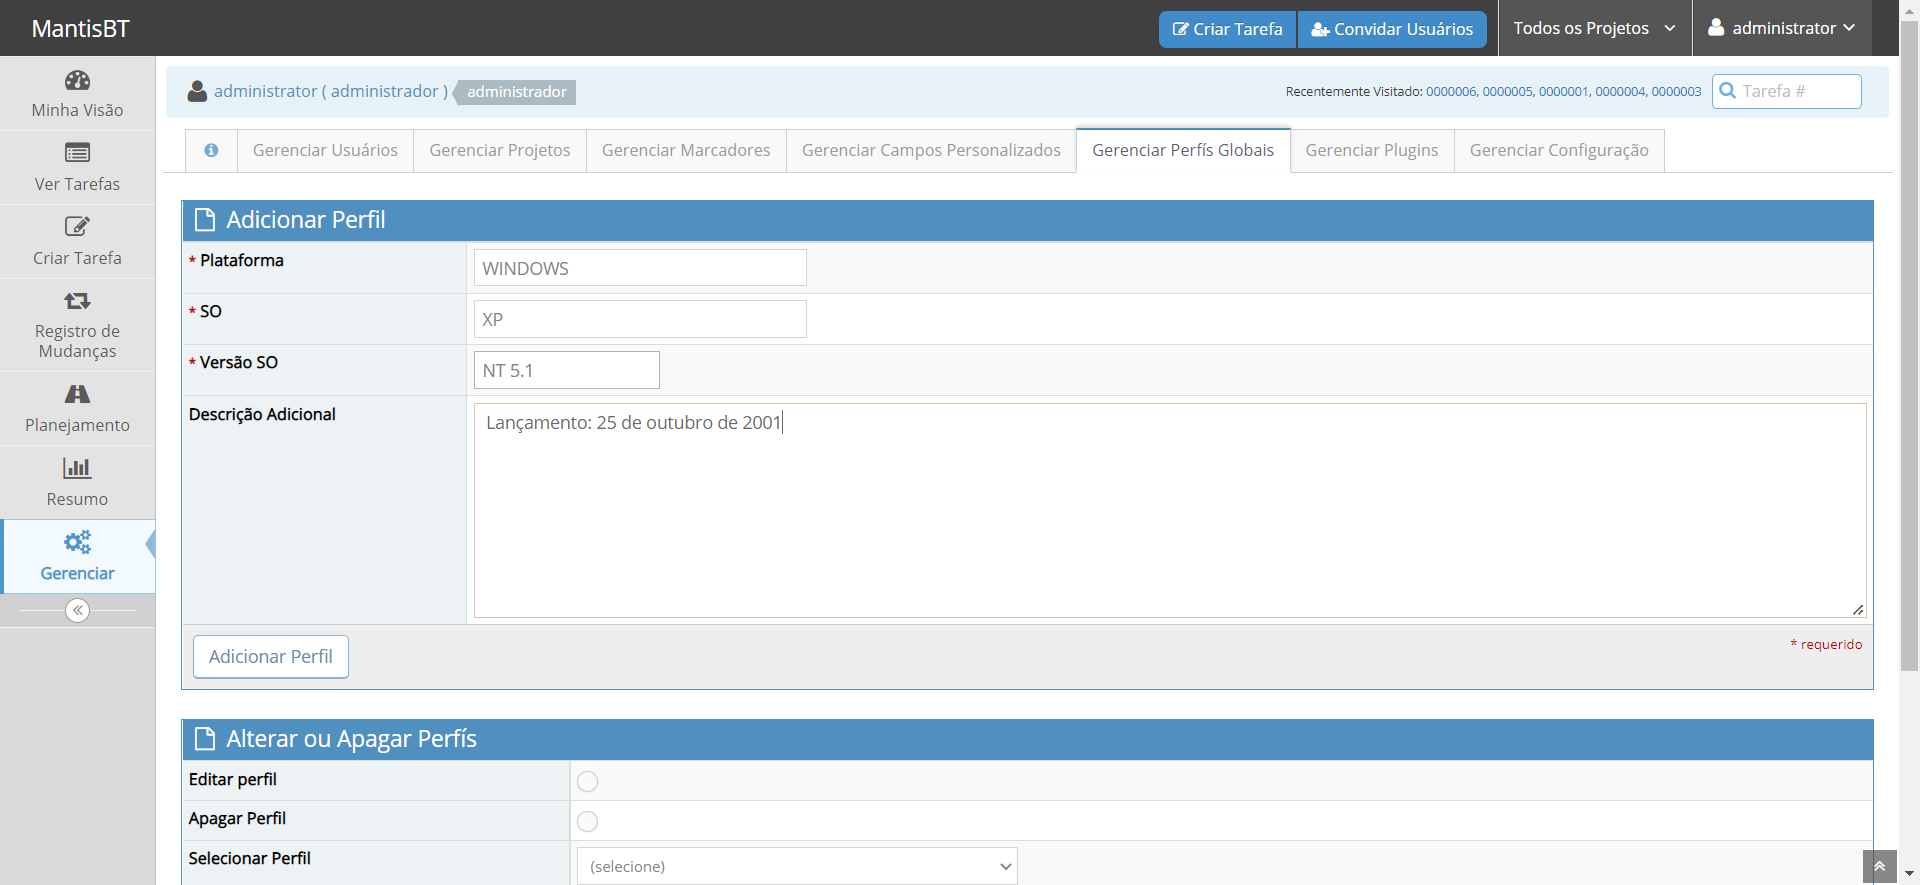 MantisBT
Criar Tarefa
Convidar Usuários
Todos os Projetos
administrator
Minha Visão
Ver Tarefas
Criar Tarefa
Registro de
Mudanças
Planejamento
Resumo
Gerenciar
administrator ( administrador )
administrador
Recentemente Visitado: 0000006, 0000005, 0000001, 0000004, 0000003
Tarefa #
Gerenciar Usuários
Gerenciar Projetos
Gerenciar Marcadores
Gerenciar Campos Personalizados
Gerenciar Perfís Globais
Gerenciar Plugins
Gerenciar Configuração
Adicionar Perfil
* Plataforma
WINDOWS
* SO
XP
* Versão SO
NT 5.1
Descrição Adicional
Lançamento: 25 de outubro de 2001
Adicionar Perfil
* requerido
Alterar ou Apagar Perfís
Editar perfil
Apagar Perfil
Selecionar Perfil
(selecione)